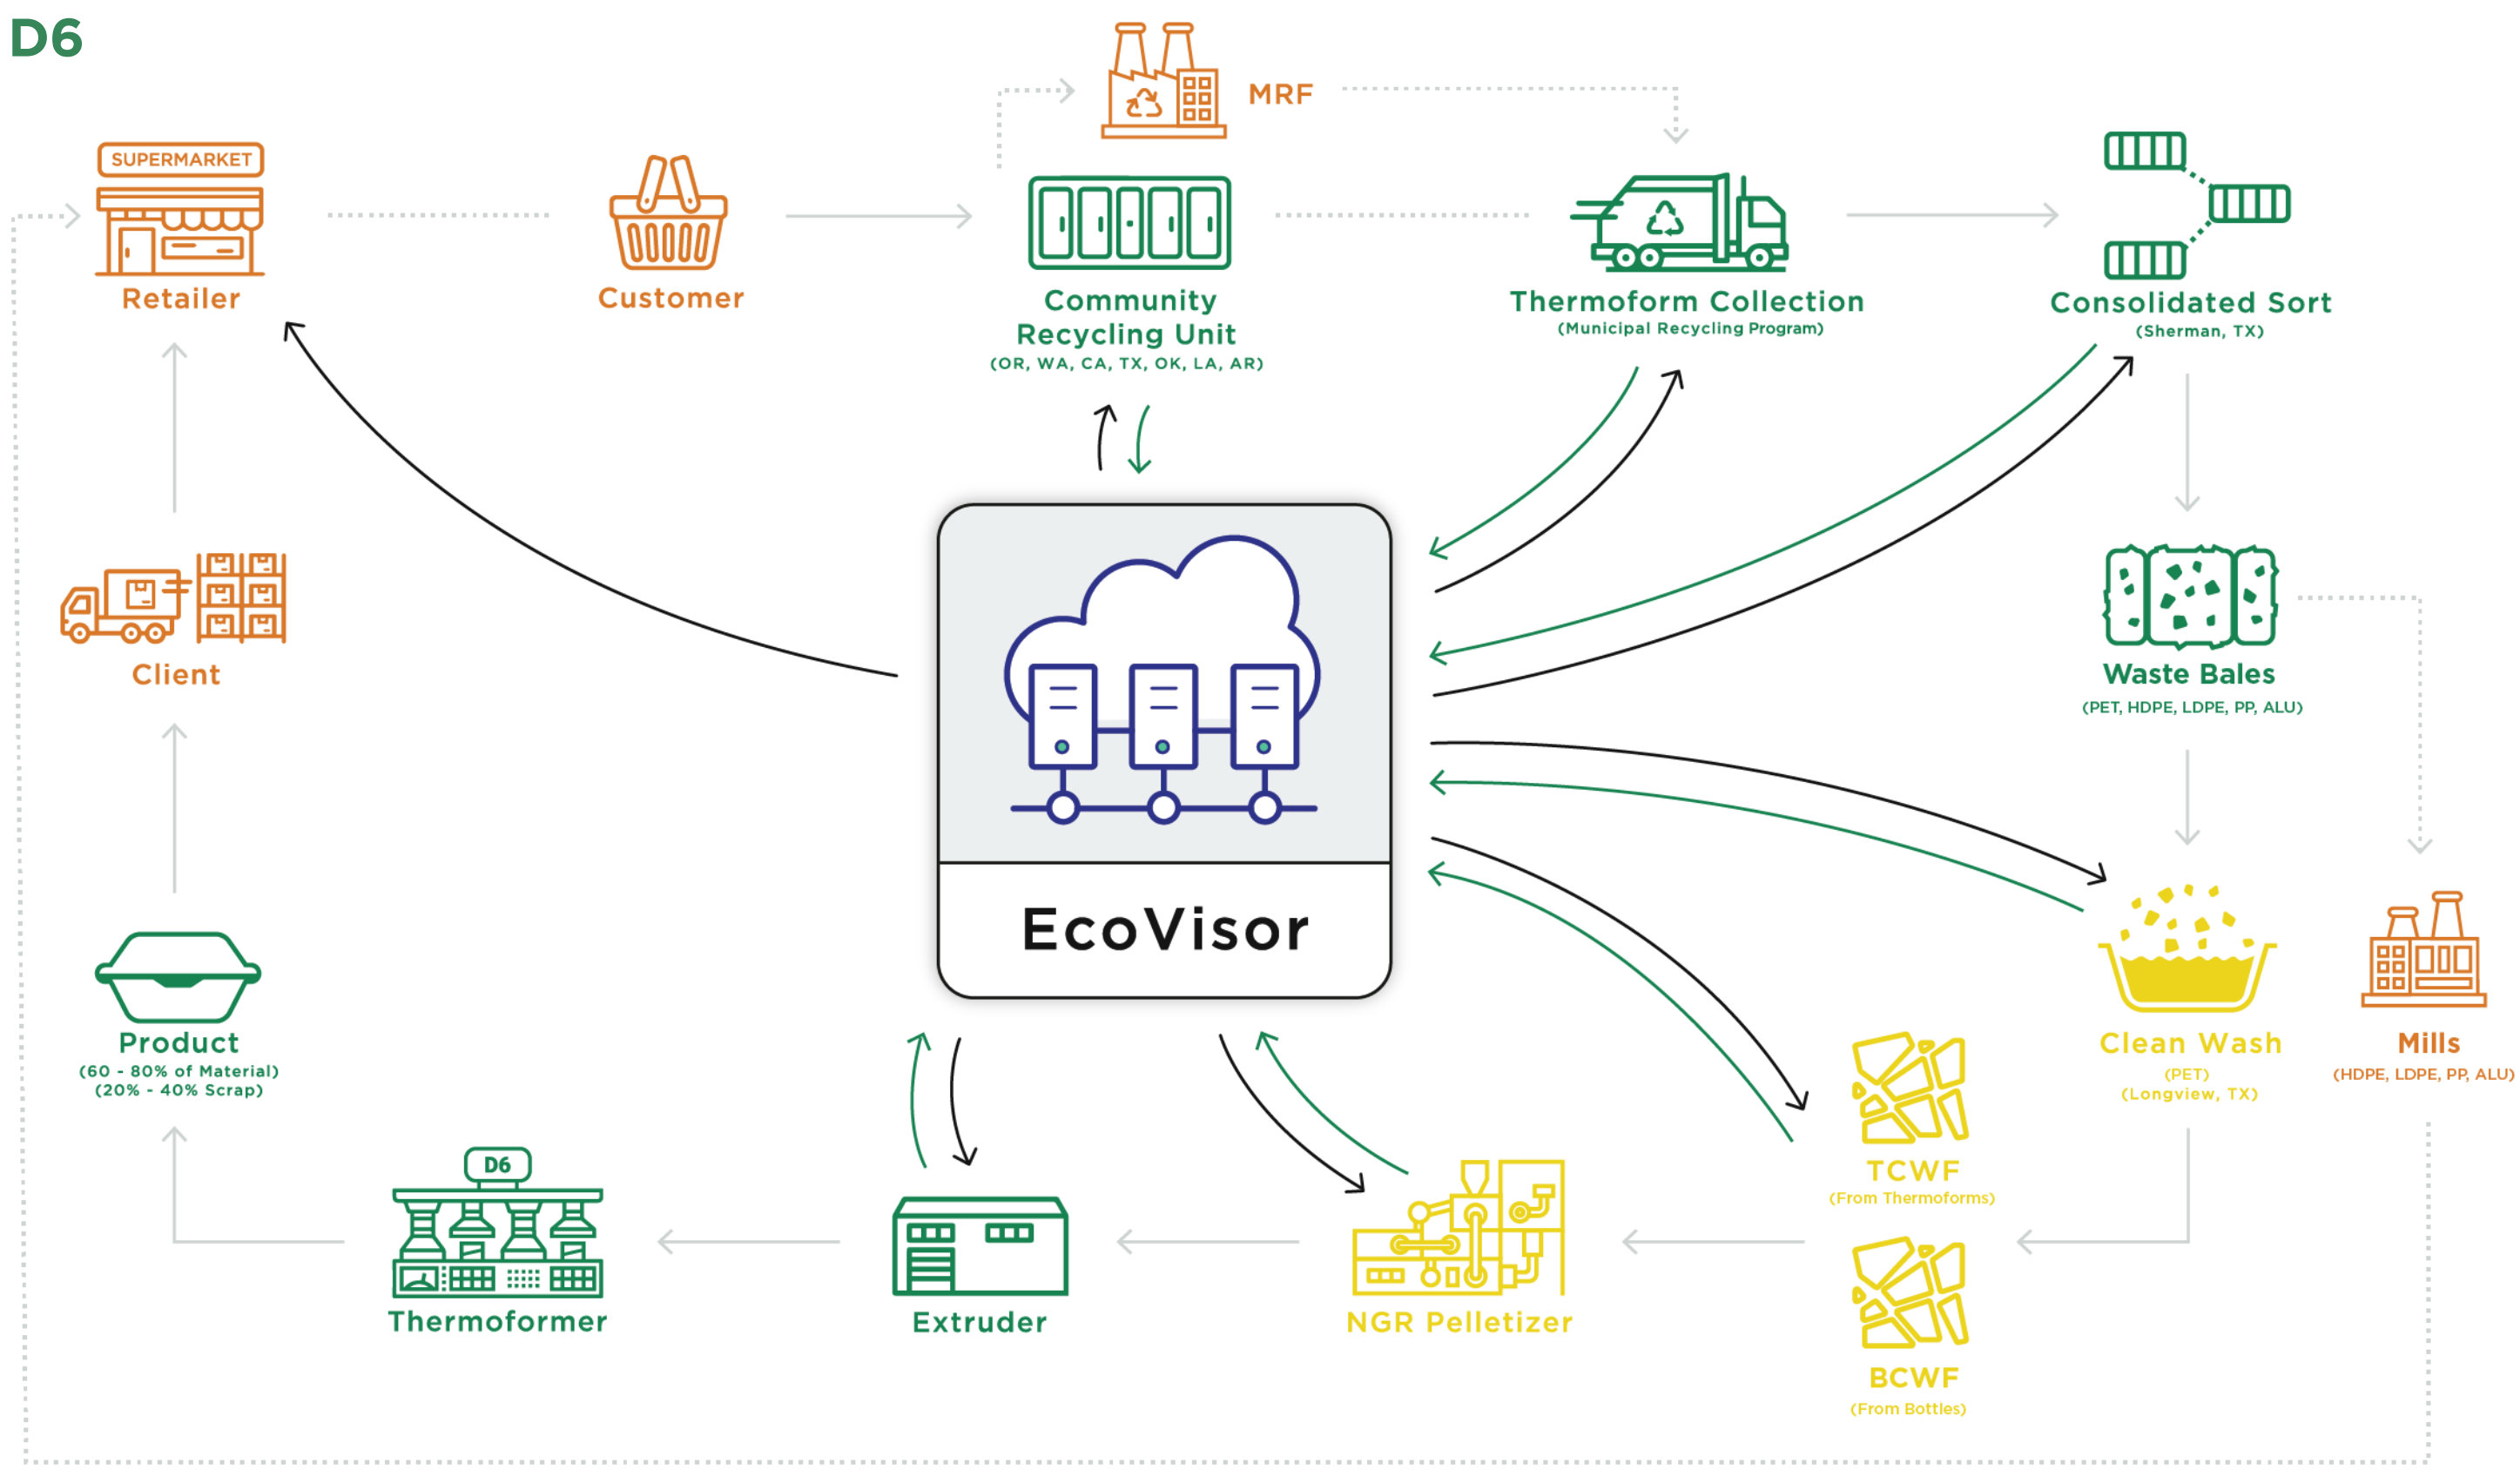 D6
MRF
SUPERMARKET
Retailer
Customer
Community
Recycling Unit
(OR, WA, CA, TX, OK, LA, AR)
Thermoform Collection
(Municipal Recycling Program)
Consolidated Sort
(Sherman, TX)
Client
Waste Bales
(PET, HDPE, LDPE, PP, ALU)
EcoVisor
Product
(60 - 80% of Material)
(20% - 40% Scrap)
Clean Wash
(PET)
(Longview, TX)
Mills
(HDPE, LDPE, PP, ALU)
TCWF
(From Thermoforms)
D6
Thermoformer
Extruder
NGR Pelletizer
BCWF
(From Bottles)